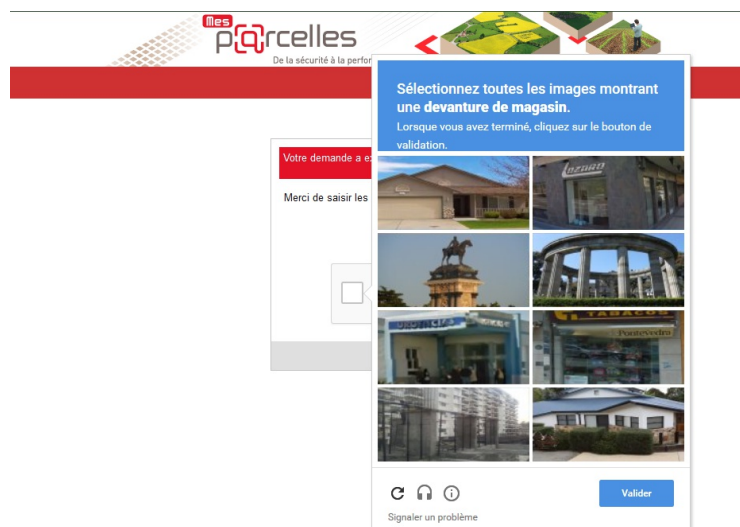 Mes
p@rcelles
De la sécurité à la perfor
Sélectionnez toutes les images montrant
une devanture de magasin.
Lorsque vous avez terminé, cliquez sur le bouton de
validation.
Votre demande a ex
Merci de saisir les
LOZANO
TABACOS
Pontevedra
Valider
Signaler un problème